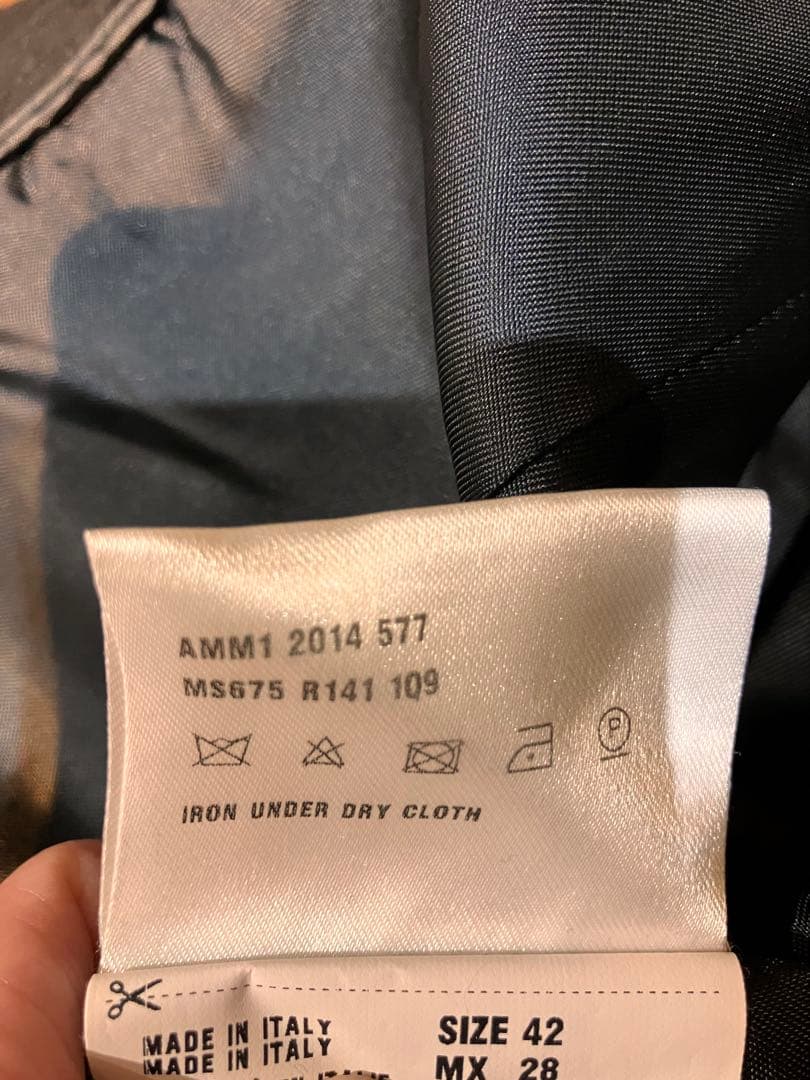 AMM1 2014 577
MS675 R141 109
P
IRON UNDER DRY CLOTH
MADE IN ITALY SIZE 42
MADE IN ITALY MX 28